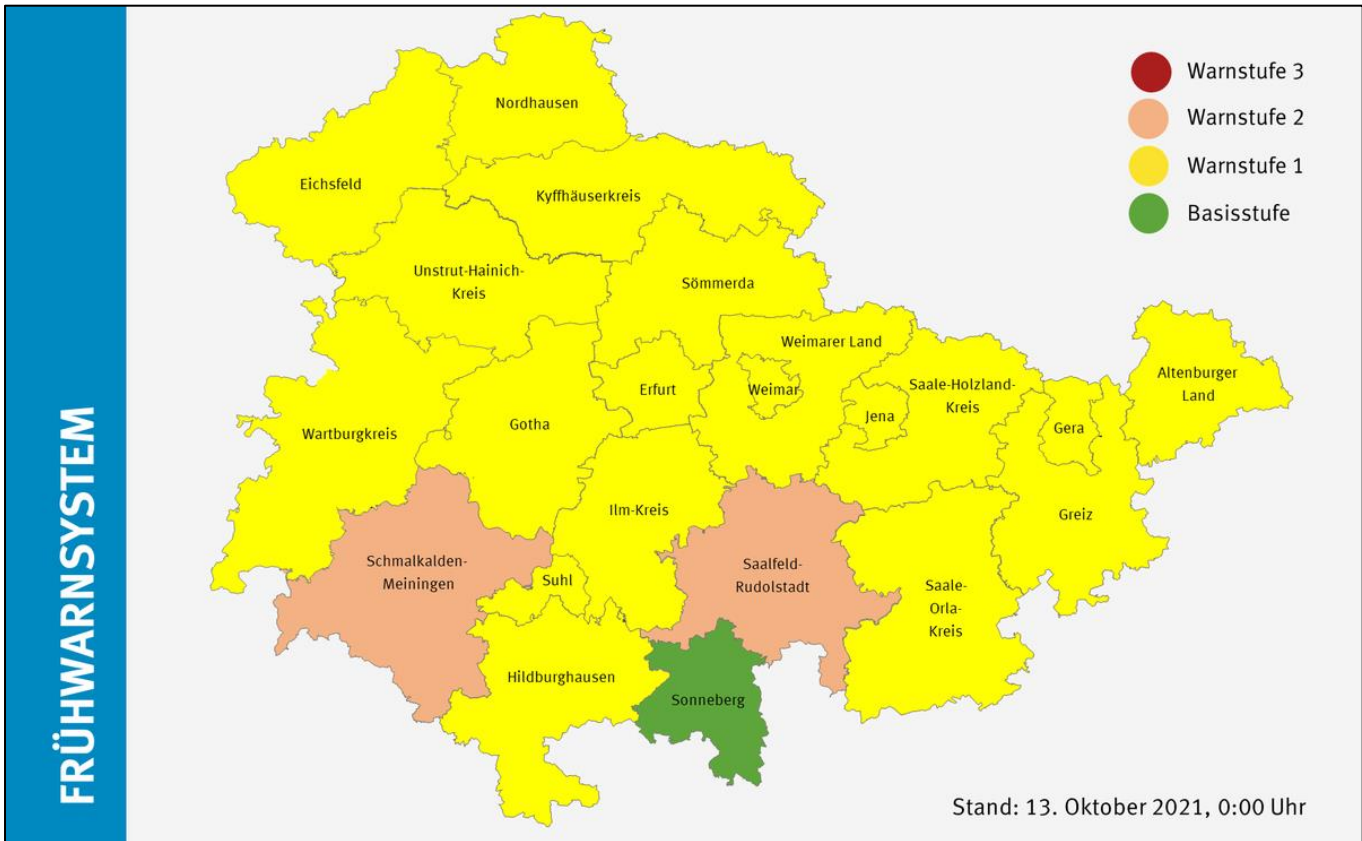 FRÜHWARNSYSTEM
Warnstufe 3
Warnstufe 2
Warnstufe 1
Basisstufe
Nordhausen
Eichsfeld
Kyffhäuserkreis
Unstrut-Hainich-
Kreis
Sömmerda
Weimarer Land
Altenburger
Land
Erfurt
Weimar
Saale-Holzland-
Kreis
Jena
Gera
Wartburgkreis
Gotha
Ilm-Kreis
Greiz
Schmalkalden-
Meiningen
Suhl
Saalfeld-
Rudolstadt
Saale-
Orla-
Kreis
Hildburghausen
Sonneberg
Stand: 13. Oktober 2021, 0:00 Uhr